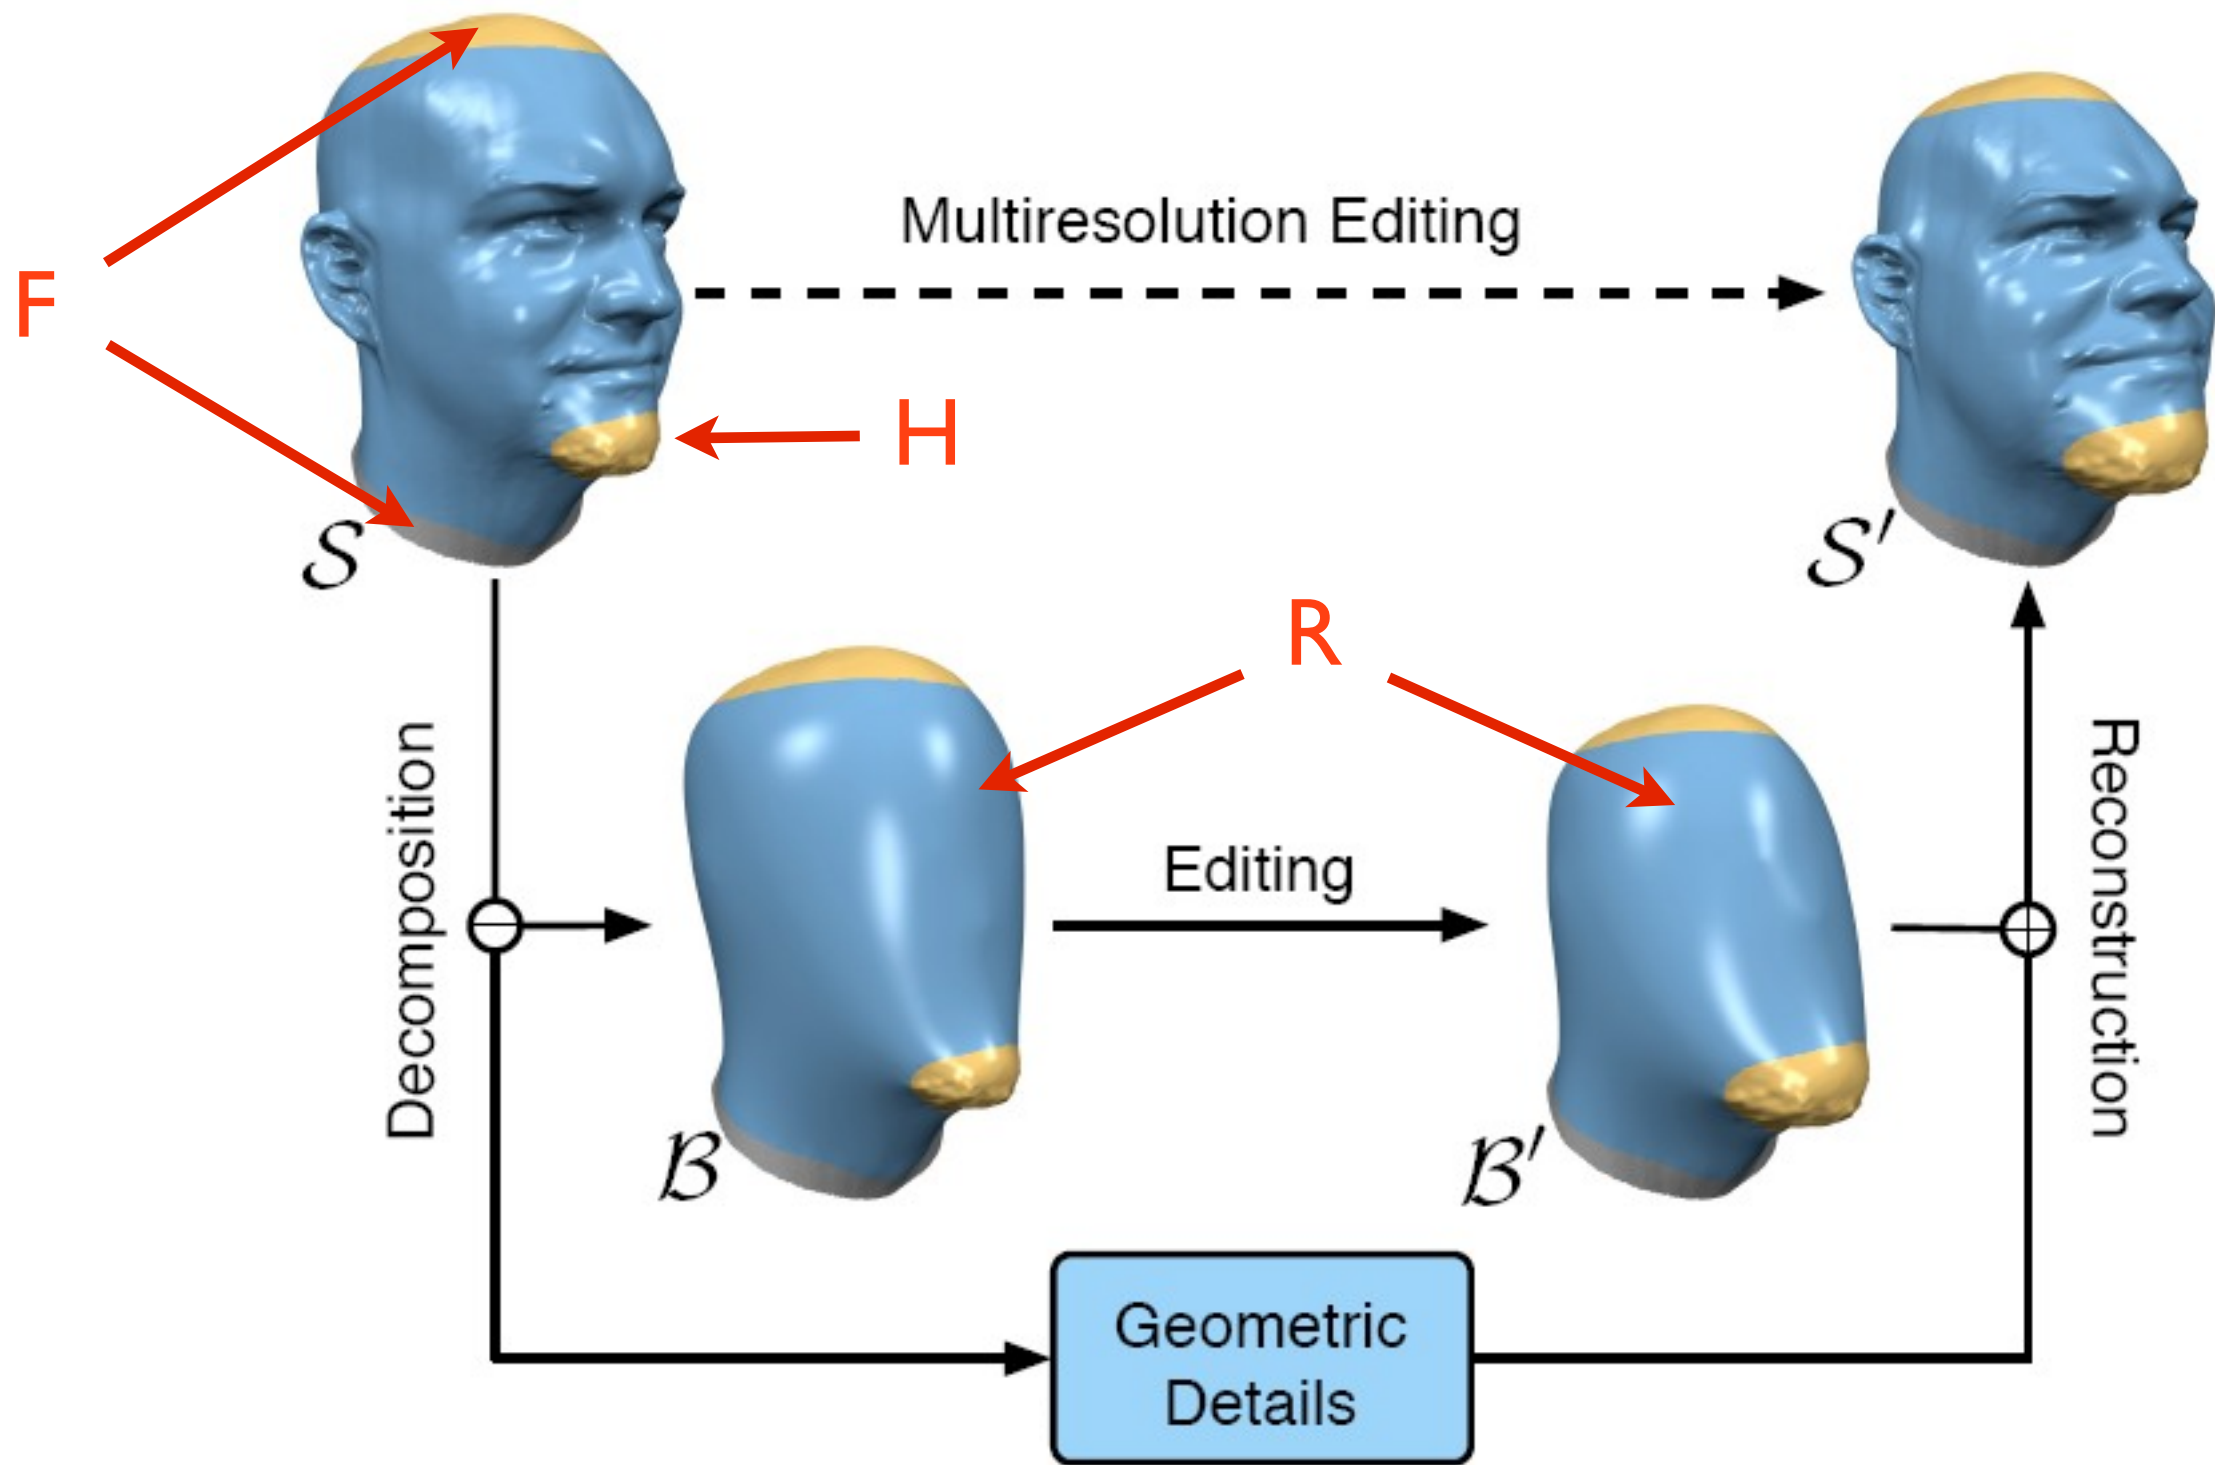 Multiresolution Editing
F
H
S
S′
R
Decomposition
Editing
Reconstruction
B
B′
Geometric
Details